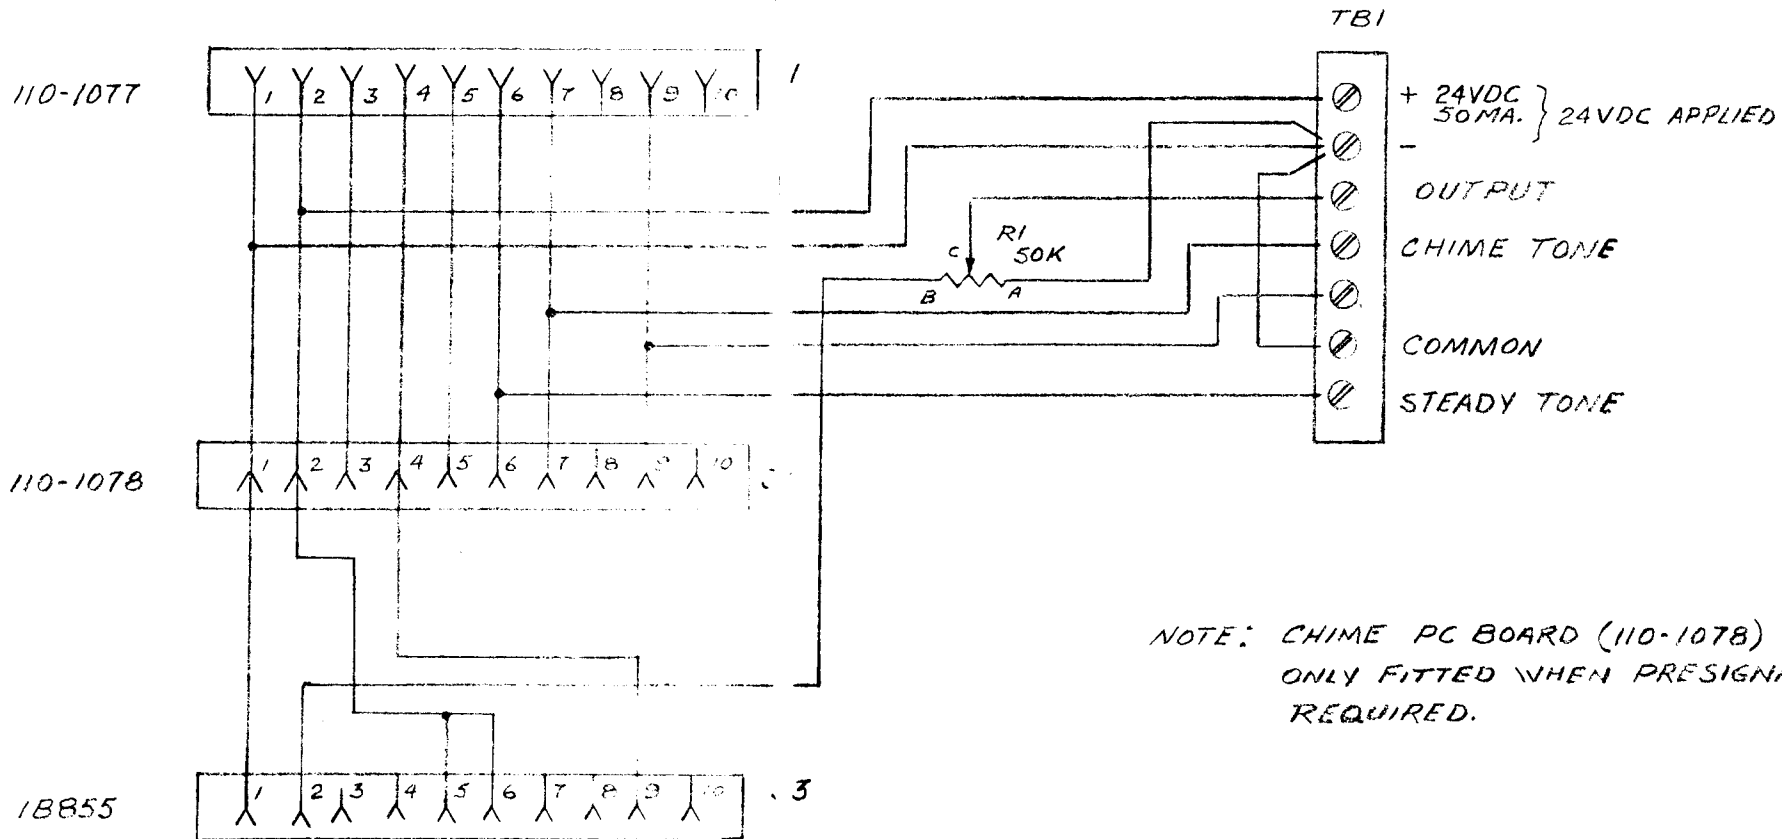 TB1
110-1077
1 2 3 4 5 6 7 8 9 10
1
+ 24VDC
50MA. } 24VDC APPLIED
-
OUTPUT
R1
50K
C
B
A
CHIME TONE
COMMON
STEADY TONE
110-1078
1 2 3 4 5 6 7 8 9 10
NOTE: CHIME PC BOARD (110-1078)
ONLY FITTED WHEN
REQUIRED.
18855
1 2 3 4 5 6 7 8 9 10
3